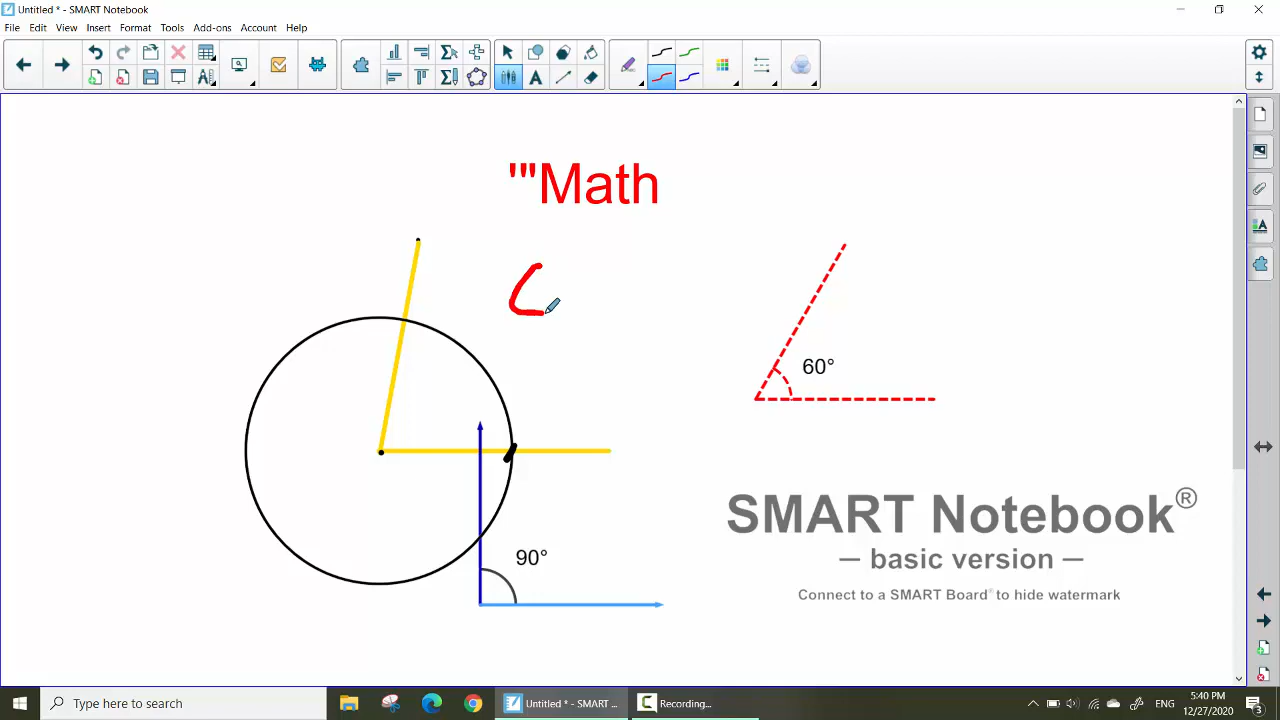 Untitled * - SMART Notebook
File Edit View Insert Format Tools Add-ons Account Help
'"Math
C
60°
90°
SMART Notebook®
— basic version —
Connect to a SMART Board® to hide watermark
Type here to search
Untitled * - SMART ...
Recording...
ENG
5:40 PM
12/27/2020
3